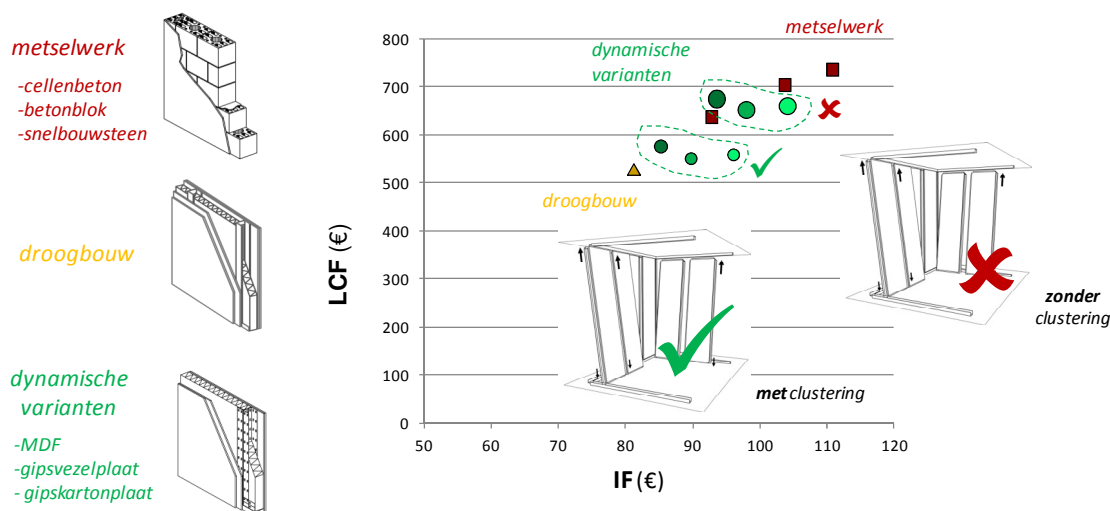 metselwerk
-cellenbeton
-betonblok
-snelbouwsteen
droogbouw
dynamische
varianten
-MDF
-gipsvezelplaat
- gipskartonplaat
LCF (€)
800
700
600
500
400
300
200
100
0
50
60
70
80
90
100
110
120
IF (€)
metselwerk
dynamische
varianten
droogbouw
met clustering
zonder
clustering